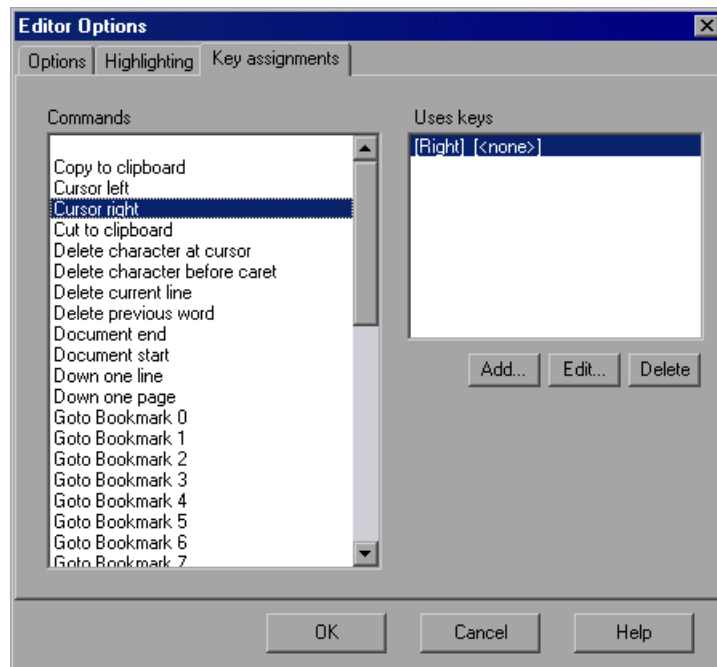 Editor Options
Options Highlighting Key assignments
Commands
Uses keys
[Right] [<none>]
Copy to clipboard
Cursor left
Cursor right
Cut to clipboard
Delete character at cursor
Delete character before caret
Delete current line
Delete previous word
Document end
Document start
Down one line
Down one page
Goto Bookmark 0
Goto Bookmark 1
Goto Bookmark 2
Goto Bookmark 3
Goto Bookmark 4
Goto Bookmark 5
Goto Bookmark 6
Goto Bookmark 7
Add... Edit... Delete
OK Cancel Help